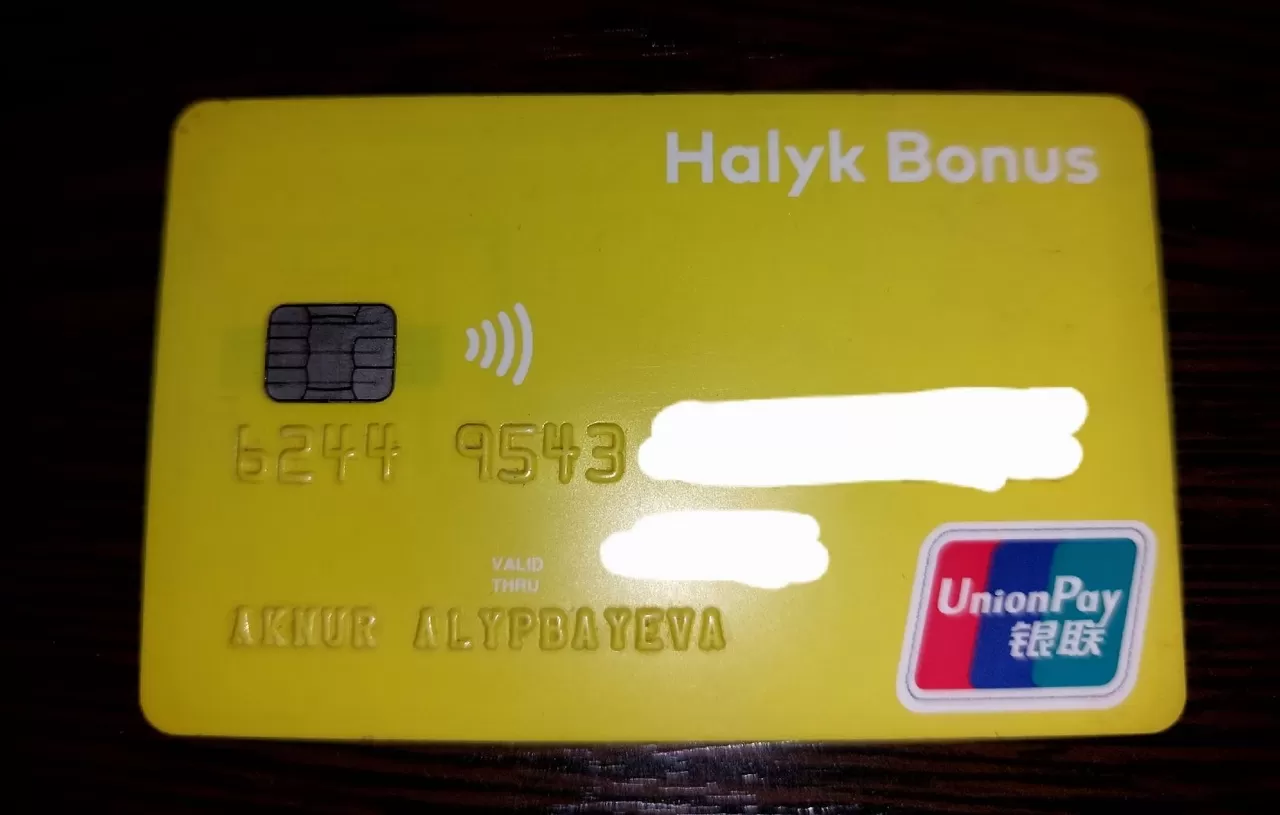 Halyk Bonus
6244 9543
VALID
THRU
AKNUR ALYPBAYEVA
UnionPay
银联